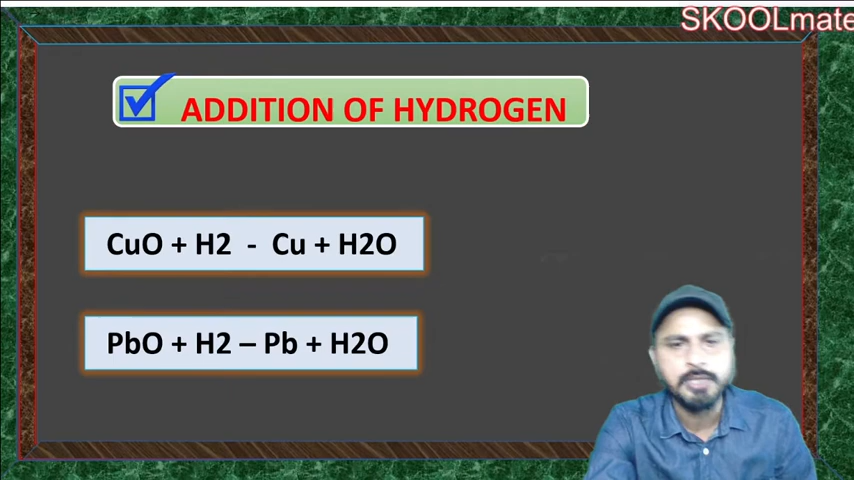 SKOOLmate
ADDITION OF HYDROGEN
CuO + H2 - Cu + H2O
PbO + H2 – Pb + H2O